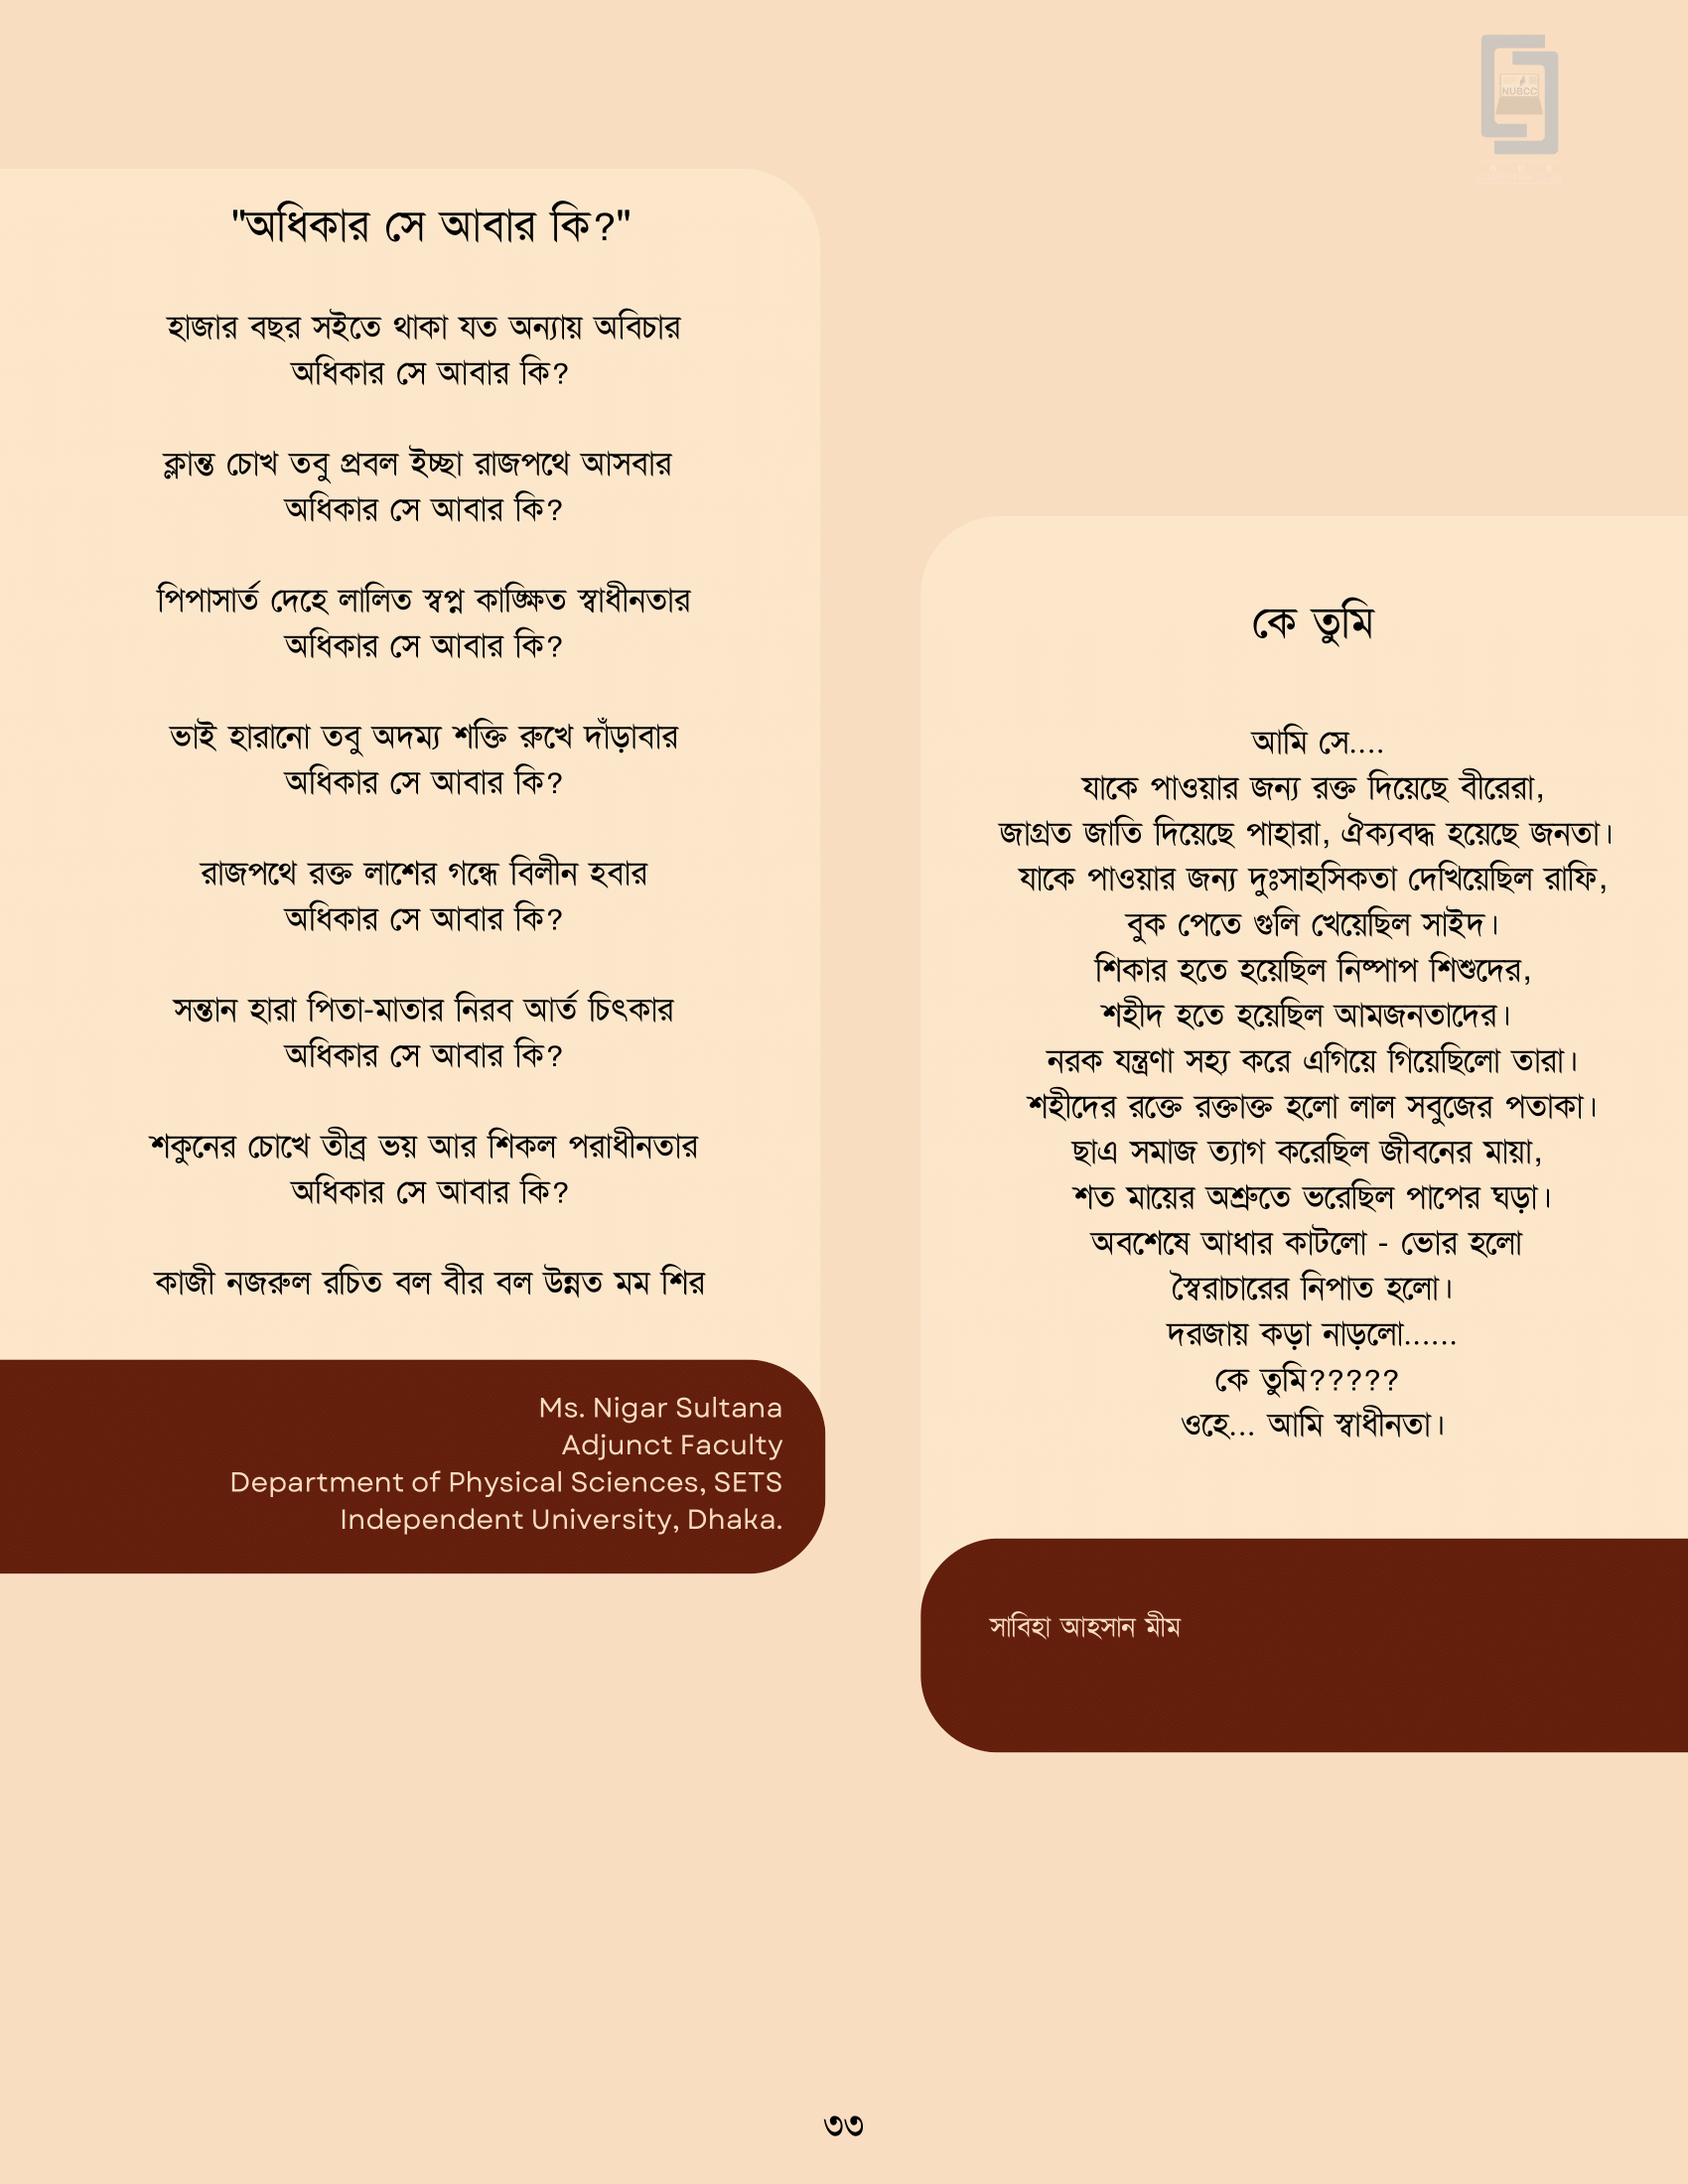 NUBCC
"অধিকার সে আবার কি?"
হাজার বছর সইতে থাকা যত অন্যায় অবিচার
অধিকার সে আবার কি?
ক্লান্ত চোখ তবু প্রবল ইচ্ছা রাজপথে আসবার
অধিকার সে আবার কি?
পিপাসার্ত দেহে লালিত স্বপ্ন কাঙ্ক্ষিত স্বাধীনতার
অধিকার সে আবার কি?
ভাই হারানো তবু অদম্য শক্তি রুখে দাঁড়াবার
অধিকার সে আবার কি?
রাজপথে রক্ত লাশের গন্ধে বিলীন হবার
অধিকার সে আবার কি?
সন্তান হারা পিতা-মাতার নিরব আর্ত চিৎকার
অধিকার সে আবার কি?
শকুনের চোখে তীব্র ভয় আর শিকল পরাধীনতার
অধিকার সে আবার কি?
কাজী নজরুল রচিত বল বীর বল উন্নত মম শির
Ms. Nigar Sultana
Adjunct Faculty
Department of Physical Sciences, SETS
Independent University, Dhaka.
কে তুমি
আমি সে....
যাকে পাওয়ার জন্য রক্ত দিয়েছে বীরেরা,
জাগ্রত জাতি দিয়েছে পাহারা, ঐক্যবদ্ধ হয়েছে জনতা।
যাকে পাওয়ার জন্য দুঃসাহসিকতা দেখিয়েছিল রাফি,
বুক পেতে গুলি খেয়েছিল সাইদ।
শিকার হতে হয়েছিল নিষ্পাপ শিশুদের,
শহীদ হতে হয়েছিল আমজনতাদের।
নরক যন্ত্রণা সহ্য করে এগিয়ে গিয়েছিলো তারা।
শহীদের রক্তে রক্তাক্ত হলো লাল সবুজের পতাকা।
ছাএ সমাজ ত্যাগ করেছিল জীবনের মায়া,
শত মায়ের অশ্রুতে ভরেছিল পাপের ঘড়া।
অবশেষে আধার কাটলো - ভোর হলো
স্বৈরাচারের নিপাত হলো।
দরজায় কড়া নাড়লো......
কে তুমি?????
ওহে... আমি স্বাধীনতা।
সাবিহা আহসান মীম
৩৩